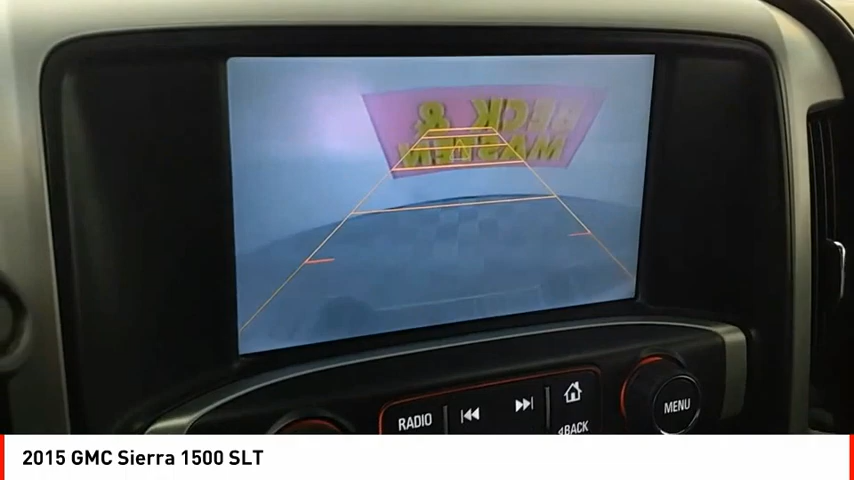 BECK &
MASTEN
RADIO
BACK
MENU
2015 GMC Sierra 1500 SLT